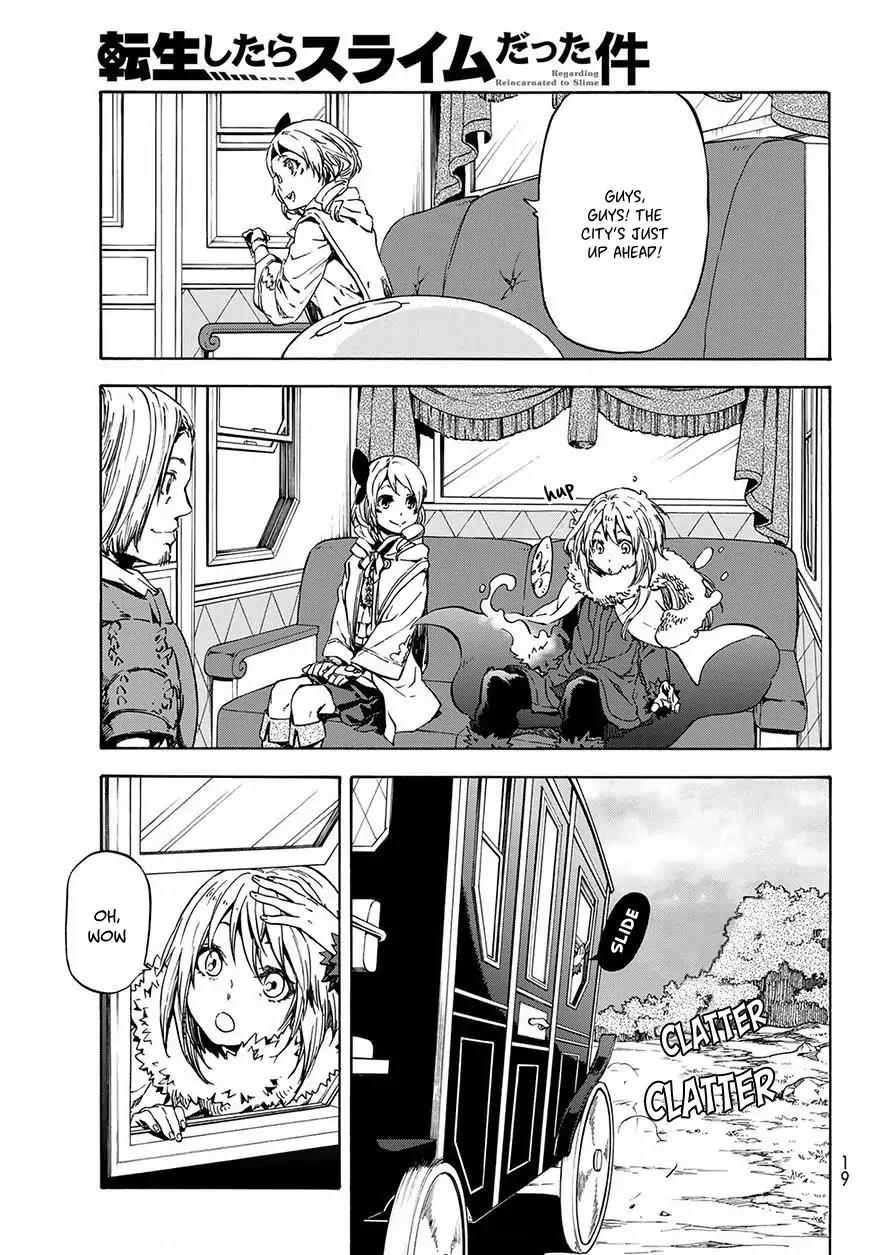 転生したらスライムだった件
Regarding
Reincarnated to Slime
GUYS,
GUYS! THE
CITY'S JUST
UP AHEAD!
hup
SLIDE
CLATTER
CLATTER
OH,
WOW
19